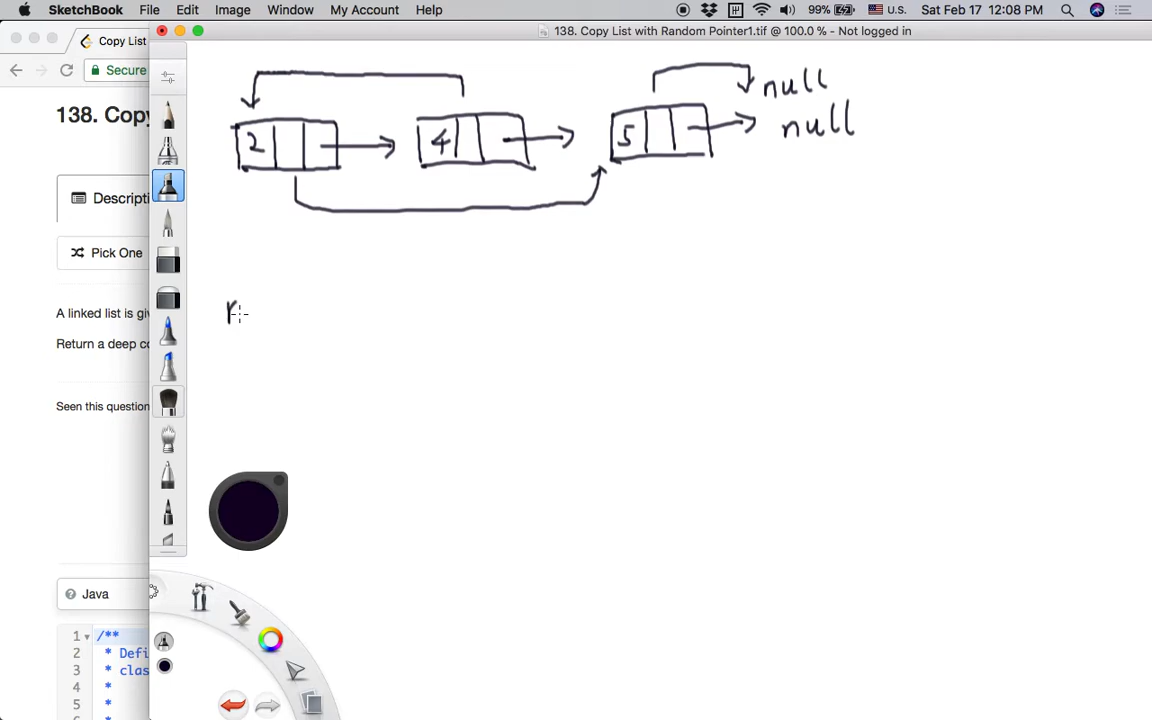 SketchBook File Edit Image Window My Account Help 99% U.S. Sat Feb 17 12:08 PM
Copy List
138. Copy List with Random Pointer1.tif @ 100.0 % - Not logged in
Secure
138. Cop
null
2 4 5 null
Descripti
Pick One
A linked list is giv
r
Return a deep co
Seen this question
Java
1 /**
2 * Defi
3 * clas
4 *
5 *